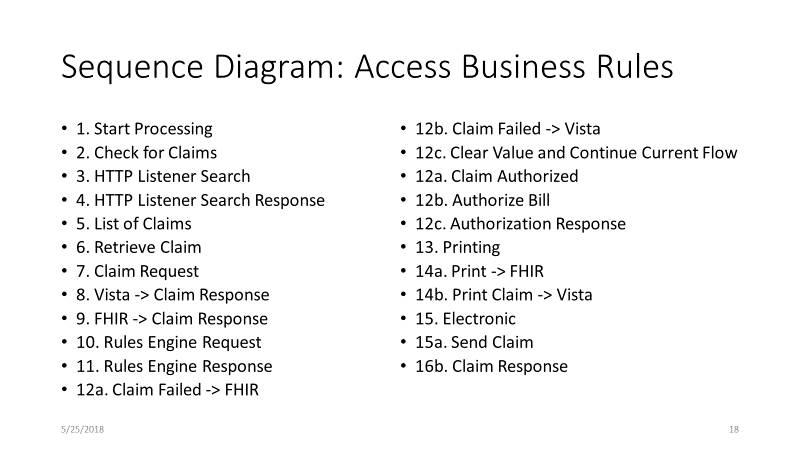 Sequence Diagram: Access Business Rules
• 1. Start Processing
• 2. Check for Claims
• 3. HTTP Listener Search
• 4. HTTP Listener Search Response
• 5. List of Claims
• 6. Retrieve Claim
• 7. Claim Request
• 8. Vista -> Claim Response
• 9. FHIR -> Claim Response
• 10. Rules Engine Request
• 11. Rules Engine Response
• 12a. Claim Failed -> FHIR
• 12b. Claim Failed -> Vista
• 12c. Clear Value and Continue Current Flow
• 12a. Claim Authorized
• 12b. Authorize Bill
• 12c. Authorization Response
• 13. Printing
• 14a. Print -> FHIR
• 14b. Print Claim -> Vista
• 15. Electronic
• 15a. Send Claim
• 16b. Claim Response
5/25/2018
18